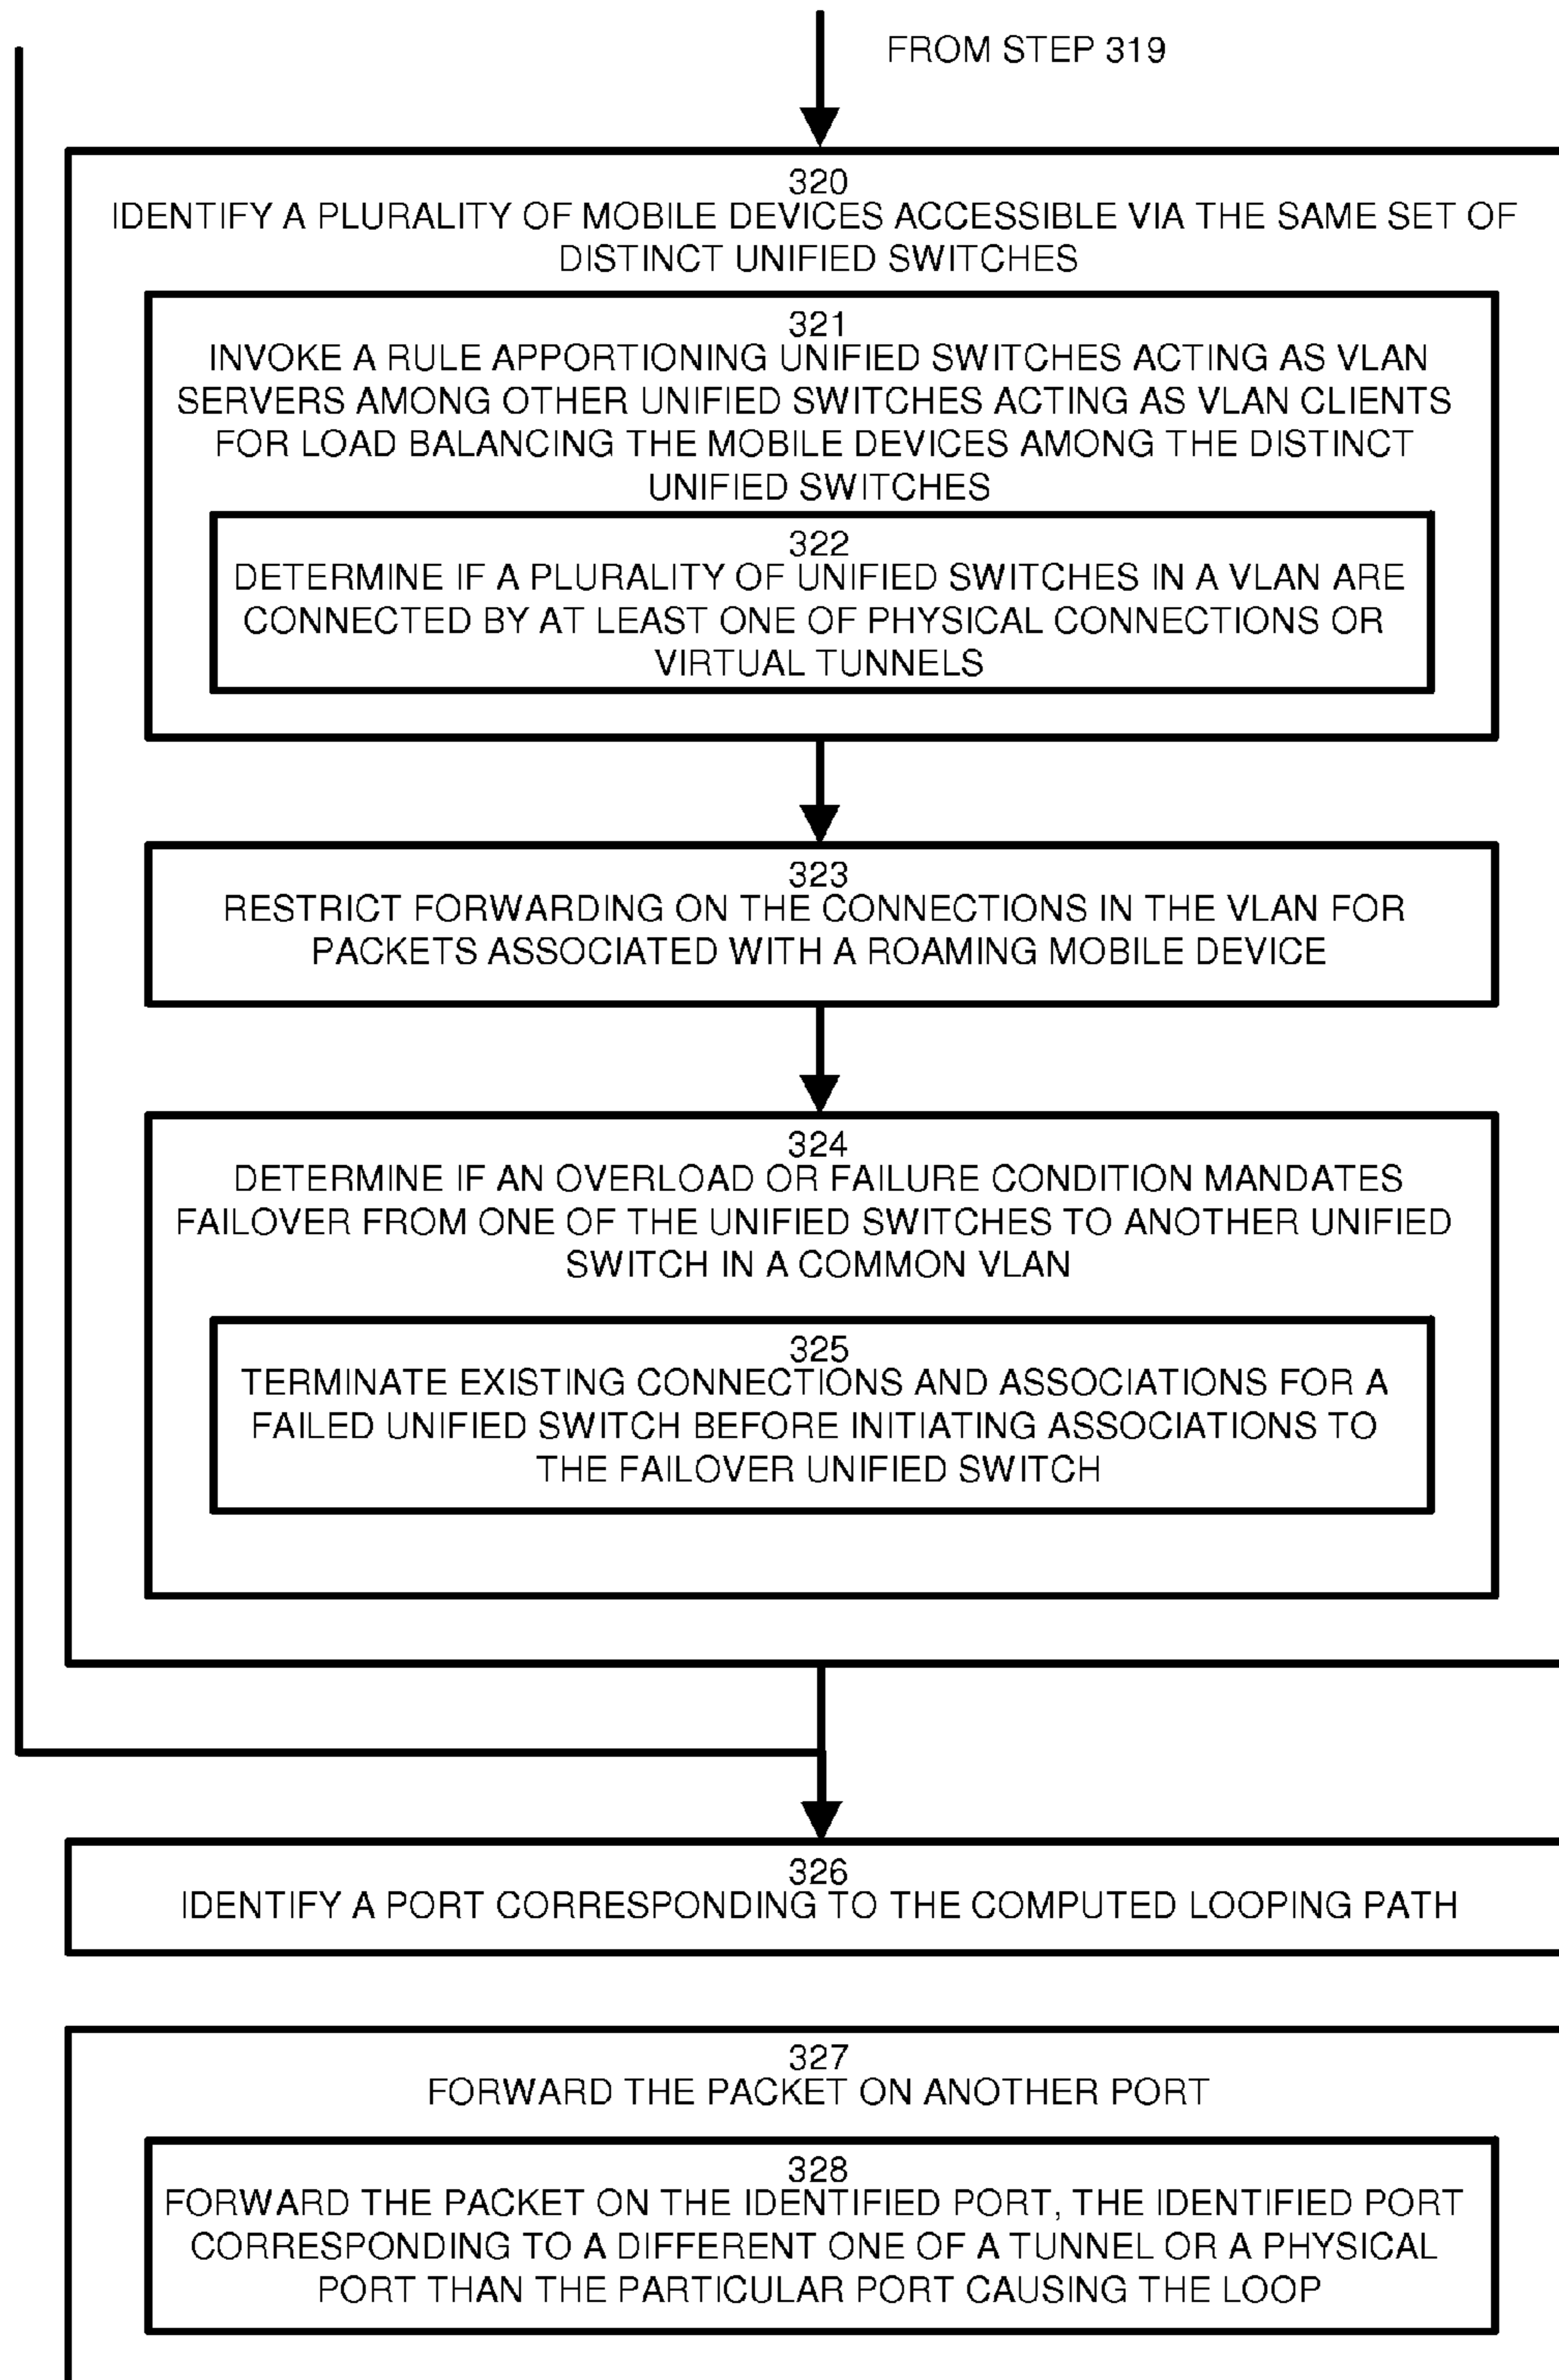 FROM STEP 319
320
IDENTIFY A PLURALITY OF MOBILE DEVICES ACCESSIBLE VIA THE SAME SET OF
DISTINCT UNIFIED SWITCHES
321
INVOKE A RULE APPORTIONING UNIFIED SWITCHES ACTING AS VLAN
SERVERS AMONG OTHER UNIFIED SWITCHES ACTING AS VLAN CLIENTS
FOR LOAD BALANCING THE MOBILE DEVICES AMONG THE DISTINCT
UNIFIED SWITCHES
322
DETERMINE IF A PLURALITY OF UNIFIED SWITCHES IN A VLAN ARE
CONNECTED BY AT LEAST ONE OF PHYSICAL CONNECTIONS OR
VIRTUAL TUNNELS
323
RESTRICT FORWARDING ON THE CONNECTIONS IN THE VLAN FOR
PACKETS ASSOCIATED WITH A ROAMING MOBILE DEVICE
324
DETERMINE IF AN OVERLOAD OR FAILURE CONDITION MANDATES
FAILOVER FROM ONE OF THE UNIFIED SWITCHES TO ANOTHER UNIFIED
SWITCH IN A COMMON VLAN
325
TERMINATE EXISTING CONNECTIONS AND ASSOCIATIONS FOR A
FAILED UNIFIED SWITCH BEFORE INITIATING ASSOCIATIONS TO
THE FAILOVER UNIFIED SWITCH
326
IDENTIFY A PORT CORRESPONDING TO THE COMPUTED LOOPING PATH
327
FORWARD THE PACKET ON ANOTHER PORT
328
FORWARD THE PACKET ON THE IDENTIFIED PORT, THE IDENTIFIED PORT
CORRESPONDING TO A DIFFERENT ONE OF A TUNNEL OR A PHYSICAL
PORT THAN THE PARTICULAR PORT CAUSING THE LOOP